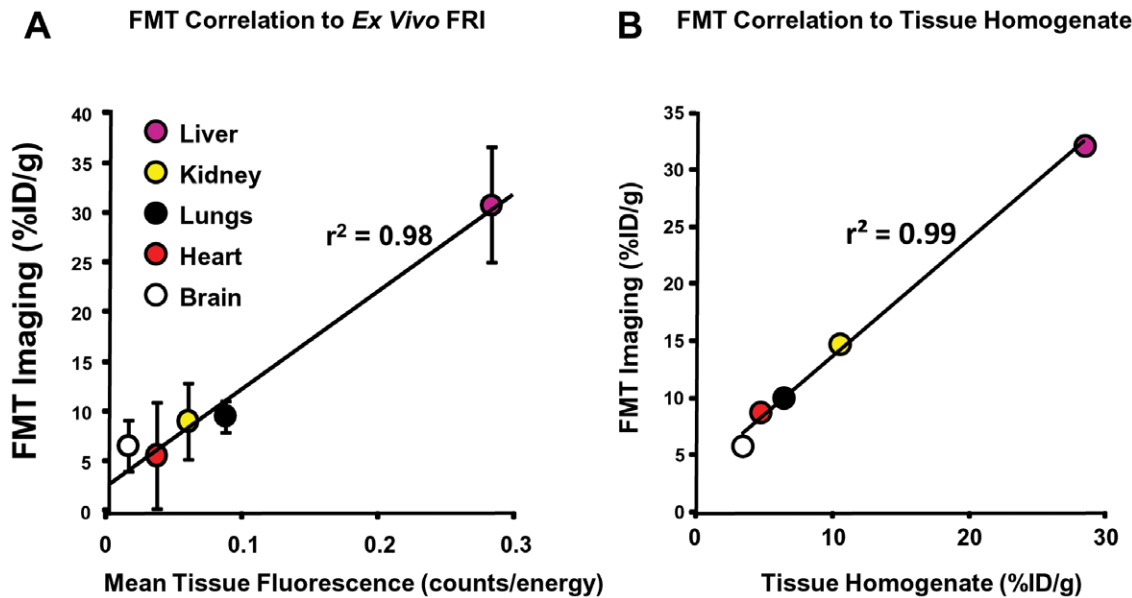 A
FMT Correlation to Ex Vivo FRI
FMT Imaging (%ID/g)
40
35
30
25
20
15
10
5
0
Liver
Kidney
Lungs
Heart
Brain
r² = 0.98
0
0.1
0.2
0.3
Mean Tissue Fluorescence (counts/energy)
B
FMT Correlation to Tissue Homogenate
FMT Imaging (%ID/g)
35
30
25
20
15
10
5
0
r² = 0.99
0
10
20
30
Tissue Homogenate (%ID/g)